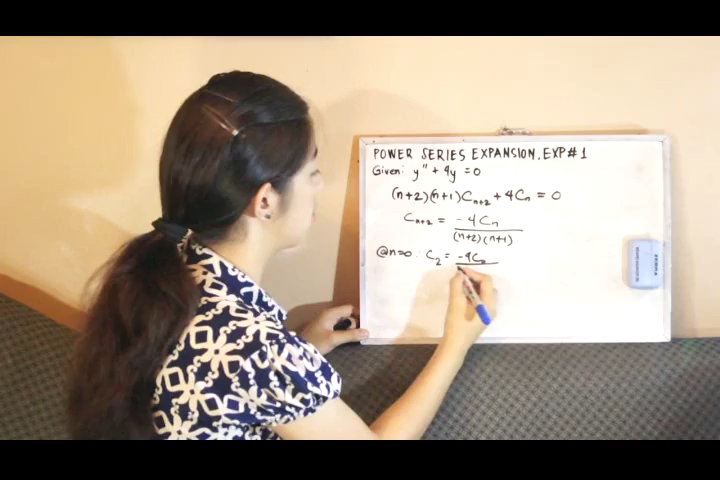 POWER SERIES EXPANSION. EXP#1
Given: y" + 4y = 0
(n+2)(n+1)Cₙ₊₂ + 4Cₙ = 0
Cₙ₊₂ = -4Cₙ / (n+2)(n+1)
@n=0: C₂ = -4C₀